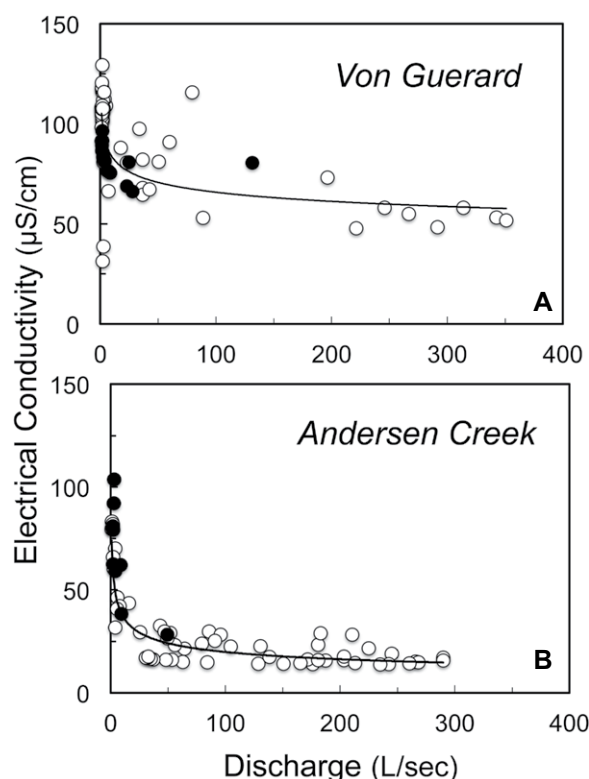 150
Von Guerard
100
50
0
A
0 100 200 300 400
Electrical Conductivity (µS/cm)
150
Andersen Creek
100
50
0
B
0 100 200 300 400
Discharge (L/sec)